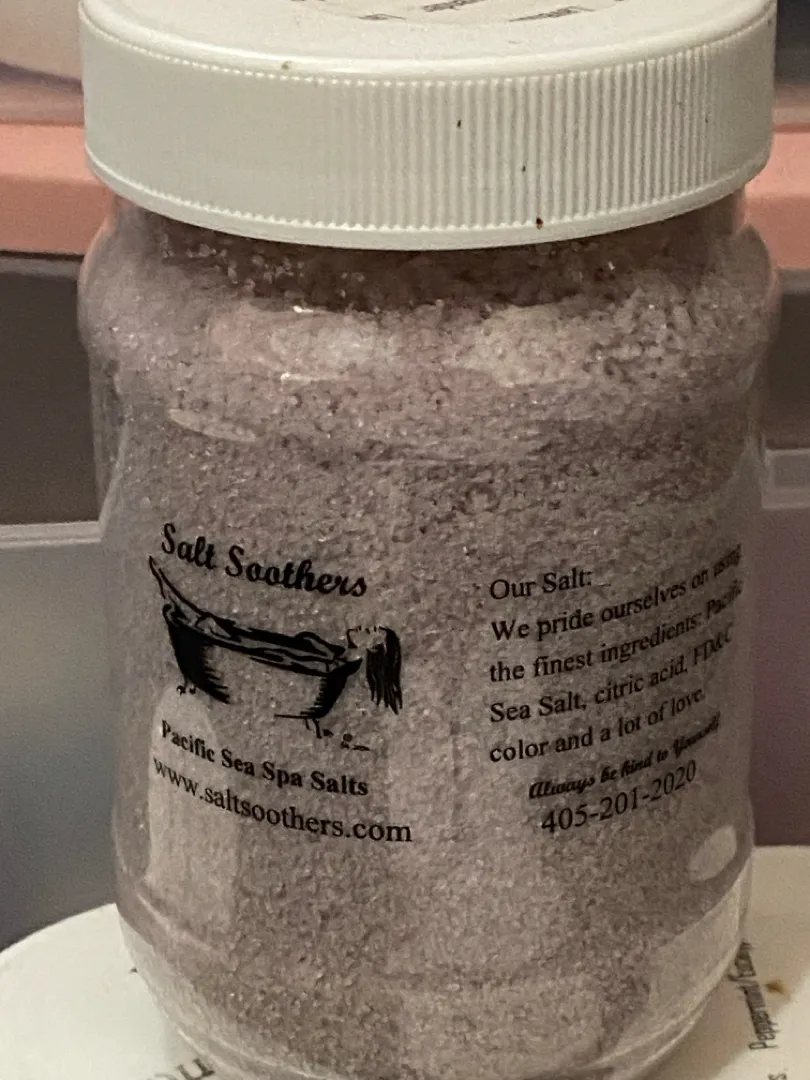 Salt Soothers
Pacific Sea Spa Salts
www.saltsoothers.com
Our Salt:
We pride ourselves on using
the finest ingredients: Pacific
Sea Salt, citric acid, FD&C
color and a lot of love.
Always be kind to Yourself
405-201-2020
Peppermint/